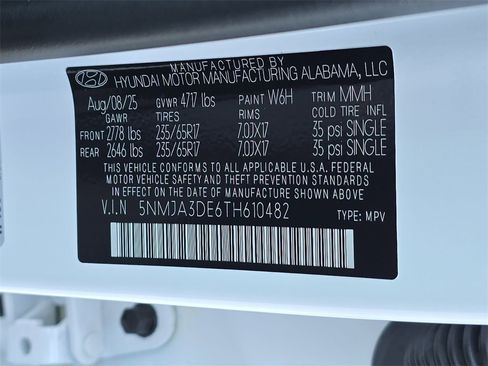 MANUFACTURED BY
HYUNDAI MOTOR MANUFACTURING ALABAMA, LLC
Aug/08/25 GVWR 4717 lbs PAINT W6H TRIM MMH
GAWR TIRES RIMS COLD TIRE INFL
FRONT 2778 lbs 235/65R17 7.0JX17 35 psi SINGLE
REAR 2646 lbs 235/65R17 7.0JX17 35 psi SINGLE
THIS VEHICLE CONFORMS TO ALL APPLICABLE U.S.A. FEDERAL
MOTOR VEHICLE SAFETY AND THEFT PREVENTION STANDARDS
IN EFFECT ON THE DATE OF MANUFACTURE SHOWN ABOVE
V.I.N 5NMJA3DE6TH610482 TYPE: MPV